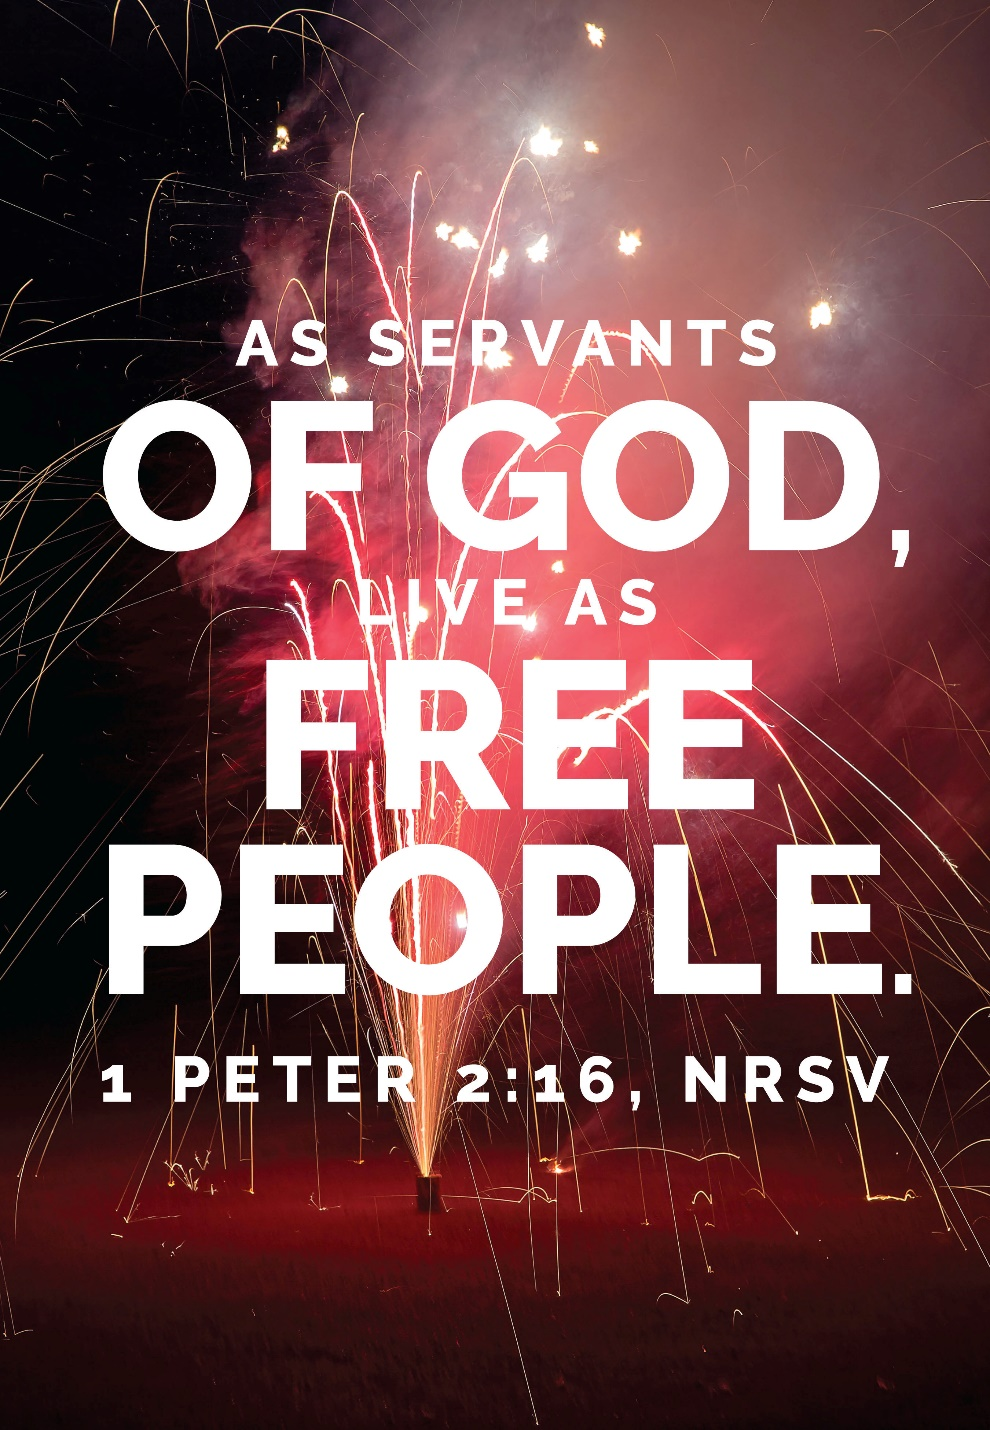 AS SERVANTS
OF GOD,
LIVE AS
FREE
PEOPLE.
1 PETER 2:16, NRSV